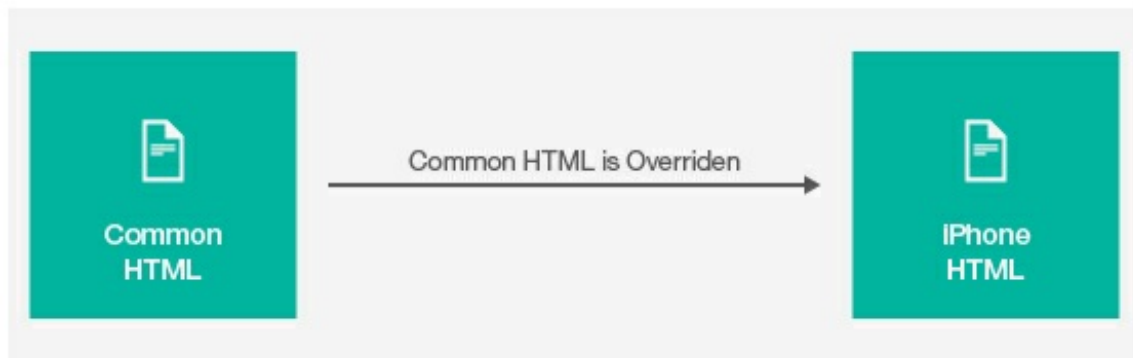 Common HTML is Overriden
Common
HTML
iPhone
HTML